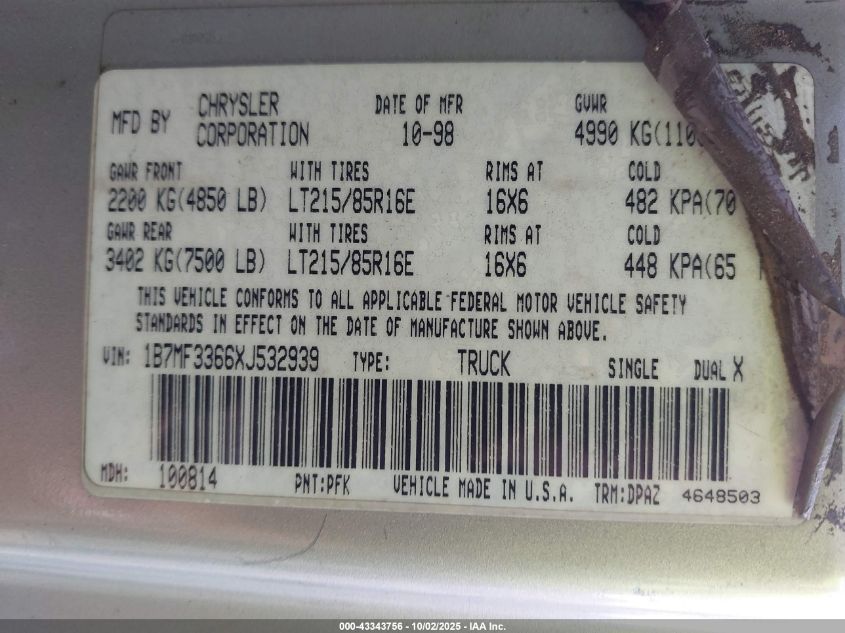 MFD BY CHRYSLER CORPORATION DATE OF MFR 10-98 GVWR 4990 KG(110
GAWR FRONT WITH TIRES RIMS AT COLD
2200 KG(4850 LB) LT215/85R16E 16X6 482 KPA(70
GAWR REAR WITH TIRES RIMS AT COLD
3402 KG(7500 LB) LT215/85R16E 16X6 448 KPA(65
THIS VEHICLE CONFORMS TO ALL APPLICABLE FEDERAL MOTOR VEHICLE SAFETY
STANDARDS IN EFFECT ON THE DATE OF MANUFACTURE SHOWN ABOVE.
VIN: 1B7MF3366XJ532939 TYPE: TRUCK SINGLE DUAL X
MDH: 100814 PNT:PFK VEHICLE MADE IN U.S.A. TRM:DPAZ 4648503
000-43343756 - 10/02/2025 - IAA Inc.